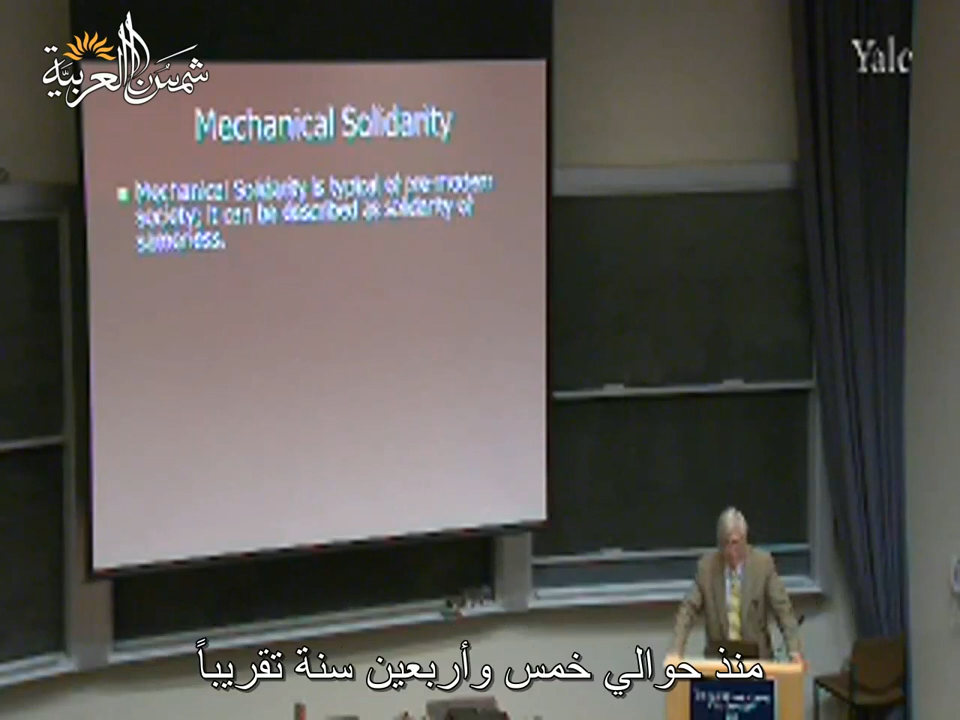 شمس العربية
Yale
Mechanical Solidarity
Mechanical Solidarity is typical of pre-modern
society; it can be described as solidarity of
sameness.
منذ حوالي خمس وأربعين سنة تقريباً